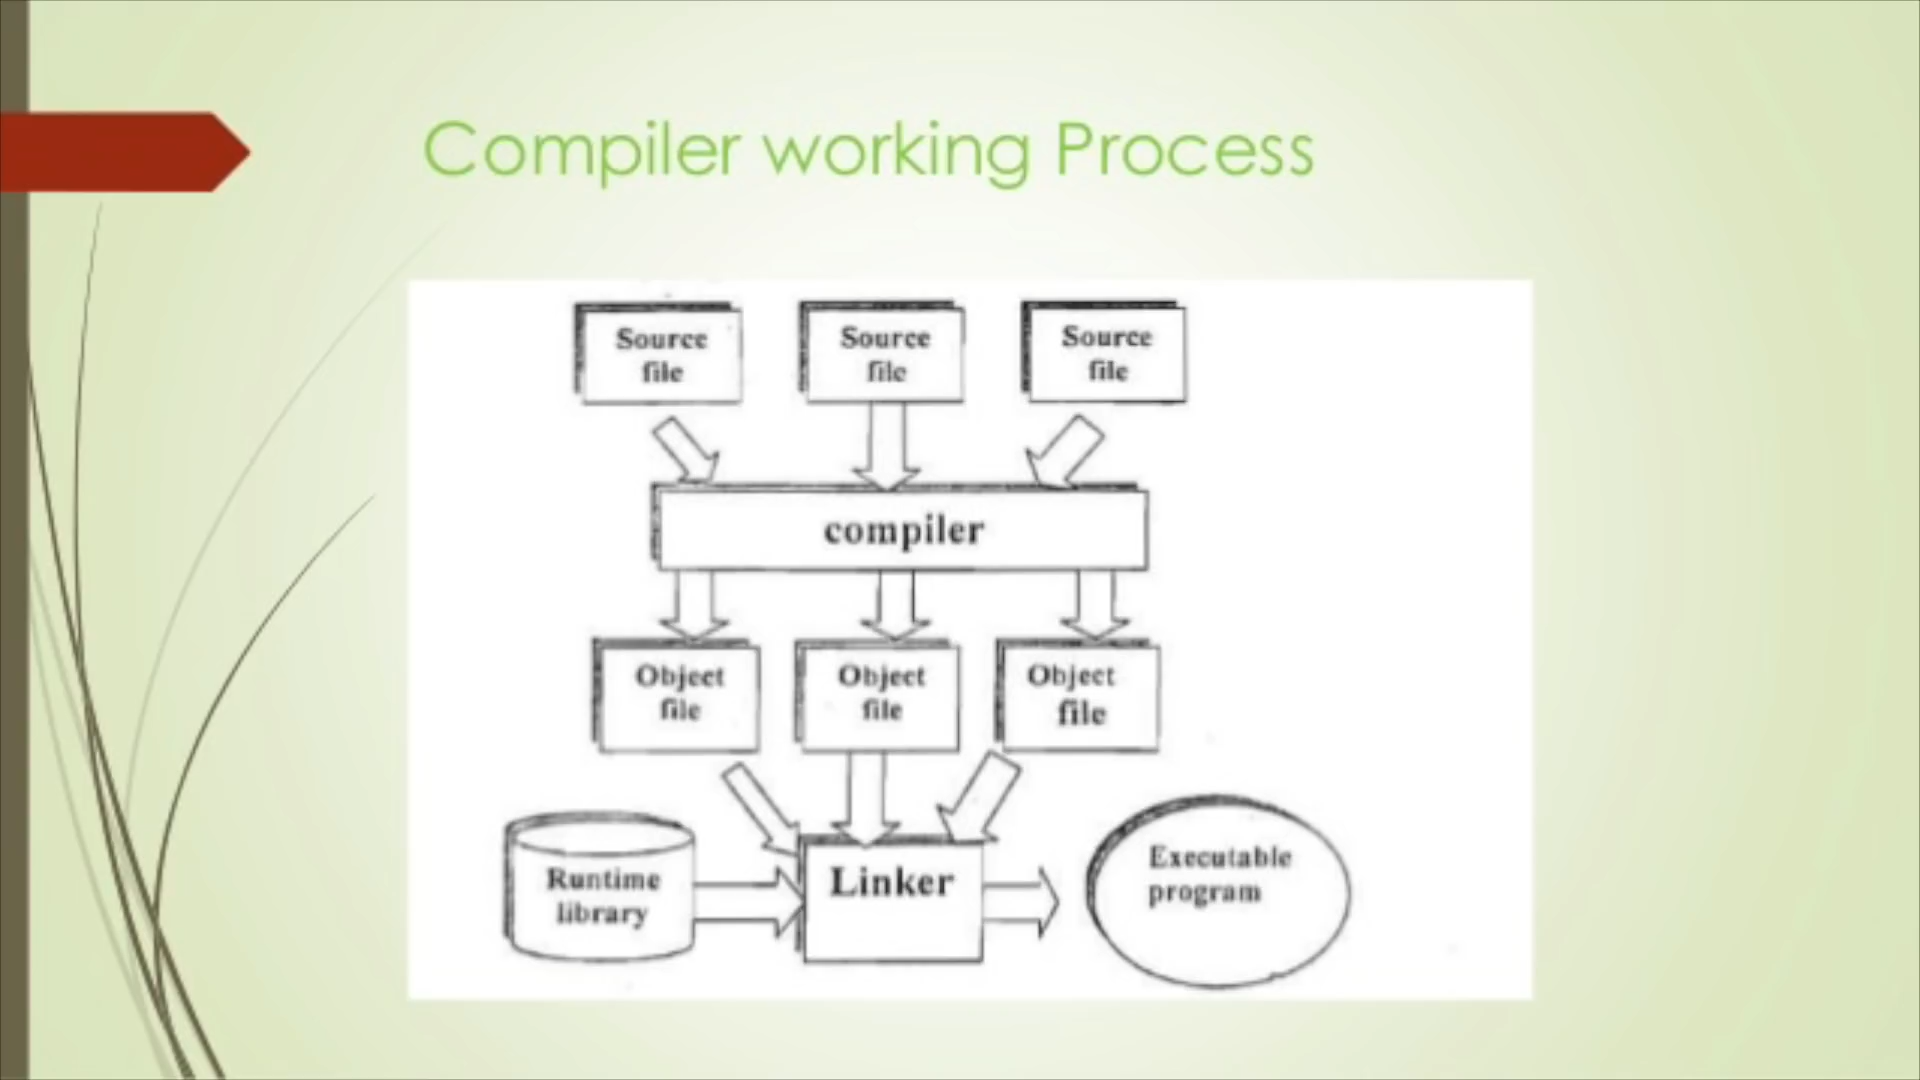 Compiler working Process
Source
file
Source
file
Source
file
compiler
Object
file
Object
file
Object
file
Runtime
library
Linker
Executable
program